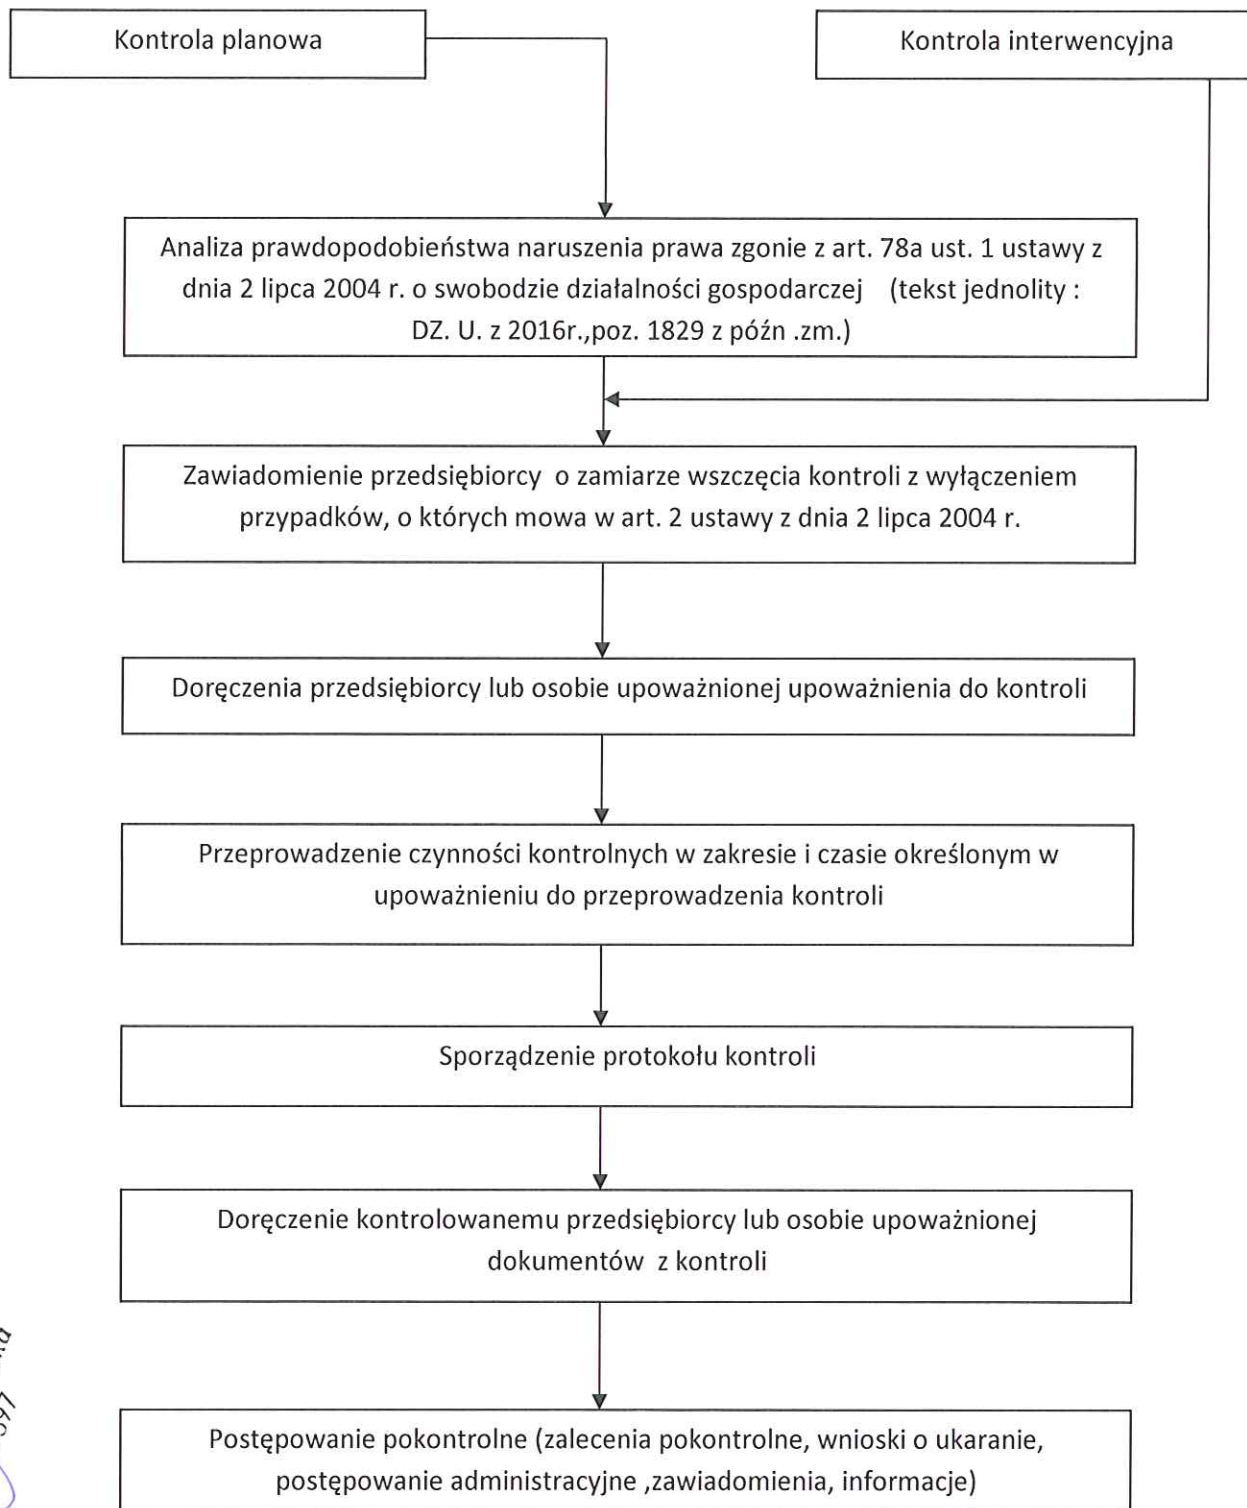 Kontrola planowa
Kontrola interwencyjna
Analiza prawdopodobieństwa naruszenia prawa zgonie z art. 78a ust. 1 ustawy z
dnia 2 lipca 2004 r. o swobodzie działalności gospodarczej (tekst jednolity :
DZ. U. z 2016r.,poz. 1829 z późn .zm.)
Zawiadomienie przedsiębiorcy o zamiarze wszczęcia kontroli z wyłączeniem
przypadków, o których mowa w art. 2 ustawy z dnia 2 lipca 2004 r.
Doręczenia przedsiębiorcy lub osobie upoważnionej upoważnienia do kontroli
Przeprowadzenie czynności kontrolnych w zakresie i czasie określonym w
upoważnieniu do przeprowadzenia kontroli
Sporządzenie protokołu kontroli
Doręczenie kontrolowanemu przedsiębiorcy lub osobie upoważnionej
dokumentów z kontroli
Postępowanie pokontrolne (zalecenia pokontrolne, wnioski o ukaranie,
postępowanie administracyjne ,zawiadomienia, informacje)